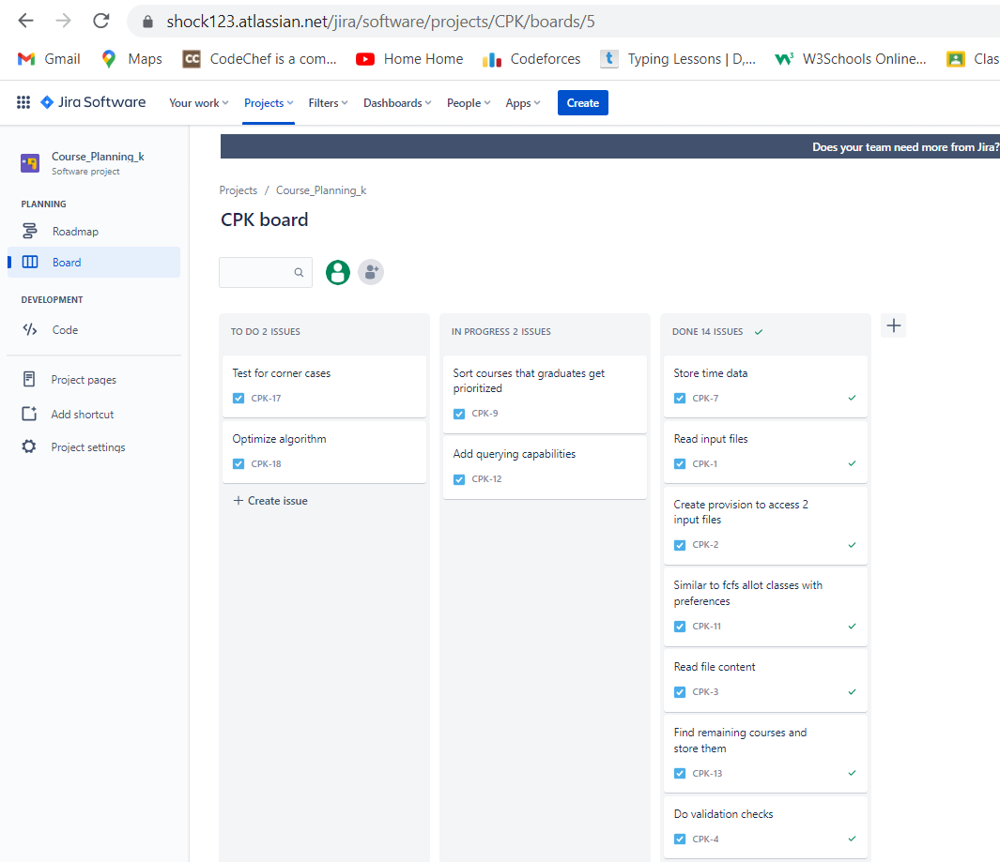 shock123.atlassian.net/jira/software/projects/CPK/boards/5
Gmail
Maps
CC
CodeChef is a com...
Home Home
Codeforces
t
Typing Lessons | D,...
W3Schools Online...
Clas
Jira Software
Your work
Projects
Filters
Dashboards
People
Apps
Create
Course_Planning_k
Software project
PLANNING
Roadmap
Board
DEVELOPMENT
Code
Project pages
Add shortcut
Project settings
Does your team need more from Jira?
Projects / Course_Planning_k
CPK board
TO DO 2 ISSUES
Test for corner cases
CPK-17
Optimize algorithm
CPK-18
+ Create issue
IN PROGRESS 2 ISSUES
Sort courses that graduates get
prioritized
CPK-9
Add querying capabilities
CPK-12
DONE 14 ISSUES
Store time data
CPK-7
Read input files
CPK-1
Create provision to access 2
input files
CPK-2
Similar to fcfs allot classes with
preferences
CPK-11
Read file content
CPK-3
Find remaining courses and
store them
CPK-13
Do validation checks
CPK-4